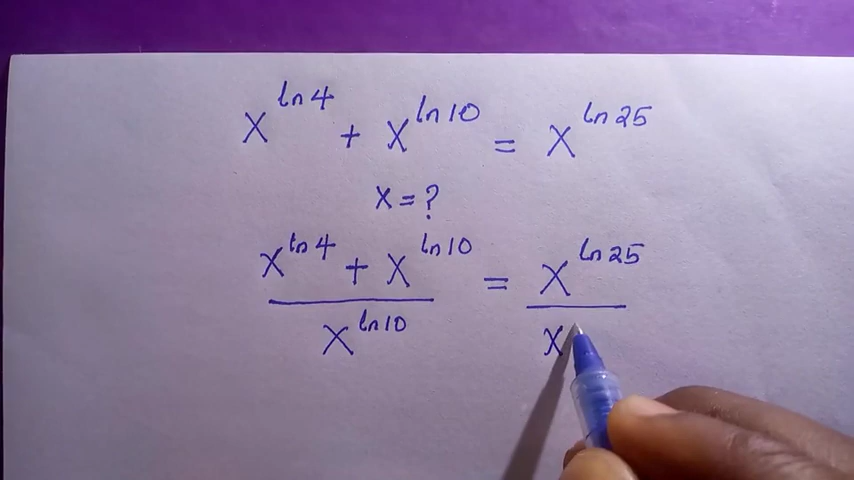 x^ln4 + x^ln10 = x^ln25
x = ?
x^ln4 + x^ln10 = x^ln25
x^ln10 x